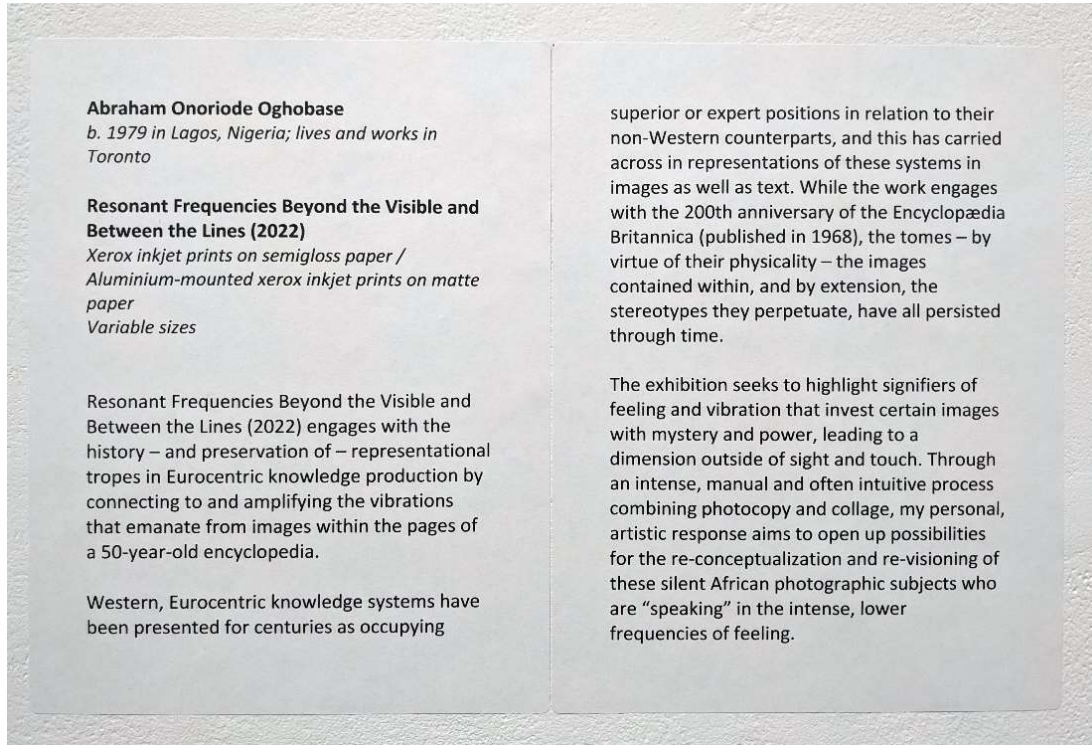 Abraham Onoriode Oghobase
b. 1979 in Lagos, Nigeria; lives and works in
Toronto
Resonant Frequencies Beyond the Visible and
Between the Lines (2022)
Xerox inkjet prints on semigloss paper /
Aluminium-mounted xerox inkjet prints on matte
paper
Variable sizes
Resonant Frequencies Beyond the Visible and
Between the Lines (2022) engages with the
history – and preservation of – representational
tropes in Eurocentric knowledge production by
connecting to and amplifying the vibrations
that emanate from images within the pages of
a 50-year-old encyclopedia.
Western, Eurocentric knowledge systems have
been presented for centuries as occupying
superior or expert positions in relation to their
non-Western counterparts, and this has carried
across in representations of these systems in
images as well as text. While the work engages
with the 200th anniversary of the Encyclopædia
Britannica (published in 1968), the tomes – by
virtue of their physicality – the images
contained within, and by extension, the
stereotypes they perpetuate, have all persisted
through time.
The exhibition seeks to highlight signifiers of
feeling and vibration that invest certain images
with mystery and power, leading to a
dimension outside of sight and touch. Through
an intense, manual and often intuitive process
combining photocopy and collage, my personal,
artistic response aims to open up possibilities
for the re-conceptualization and re-visioning of
these silent African photographic subjects who
are “speaking” in the intense, lower
frequencies of feeling.